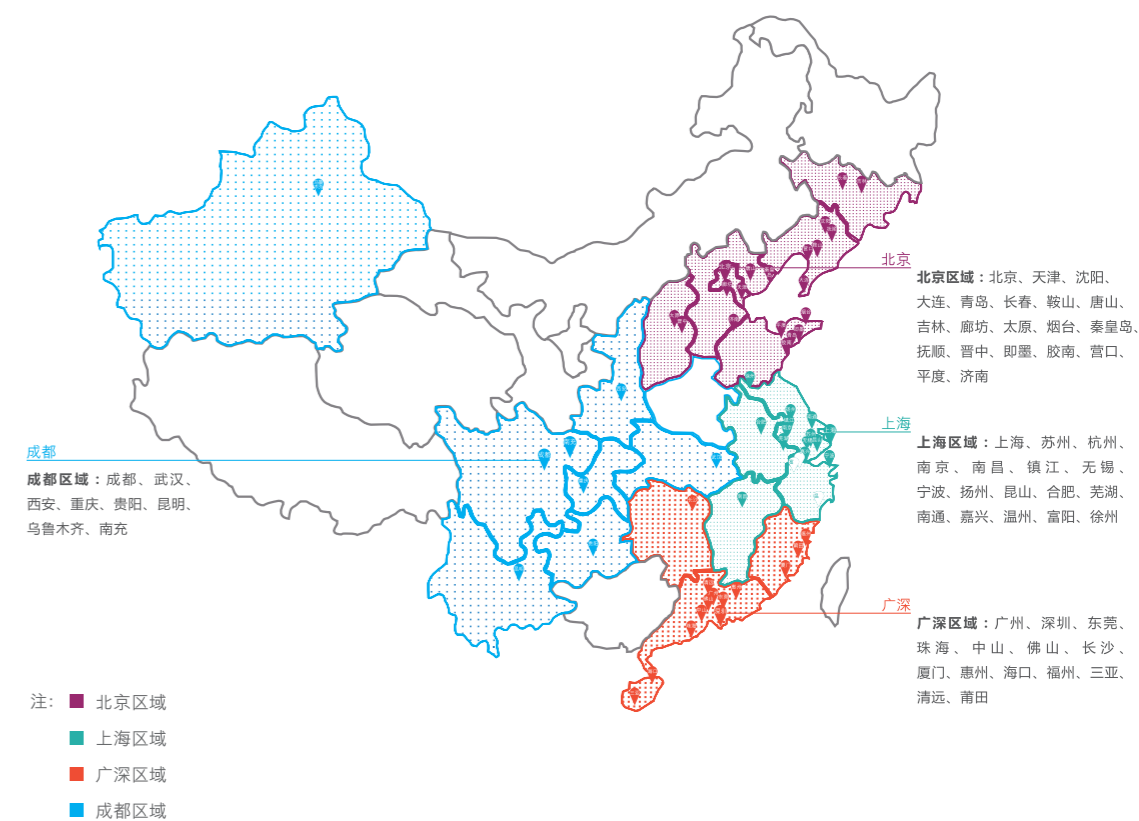 北京
北京区域：北京、天津、沈阳、
大连、青岛、长春、鞍山、唐山、
吉林、廊坊、太原、烟台、秦皇岛、
抚顺、晋中、即墨、胶南、营口、
平度、济南
上海
上海区域：上海、苏州、杭州、
南京、南昌、镇江、无锡、
宁波、扬州、昆山、合肥、芜湖、
南通、嘉兴、温州、富阳、徐州
成都
成都区域：成都、武汉、
西安、重庆、贵阳、昆明、
乌鲁木齐、南充
广深
广深区域：广州、深圳、东莞、
珠海、中山、佛山、长沙、
厦门、惠州、海口、福州、三亚、
清远、莆田
注：
北京区域
上海区域
广深区域
成都区域